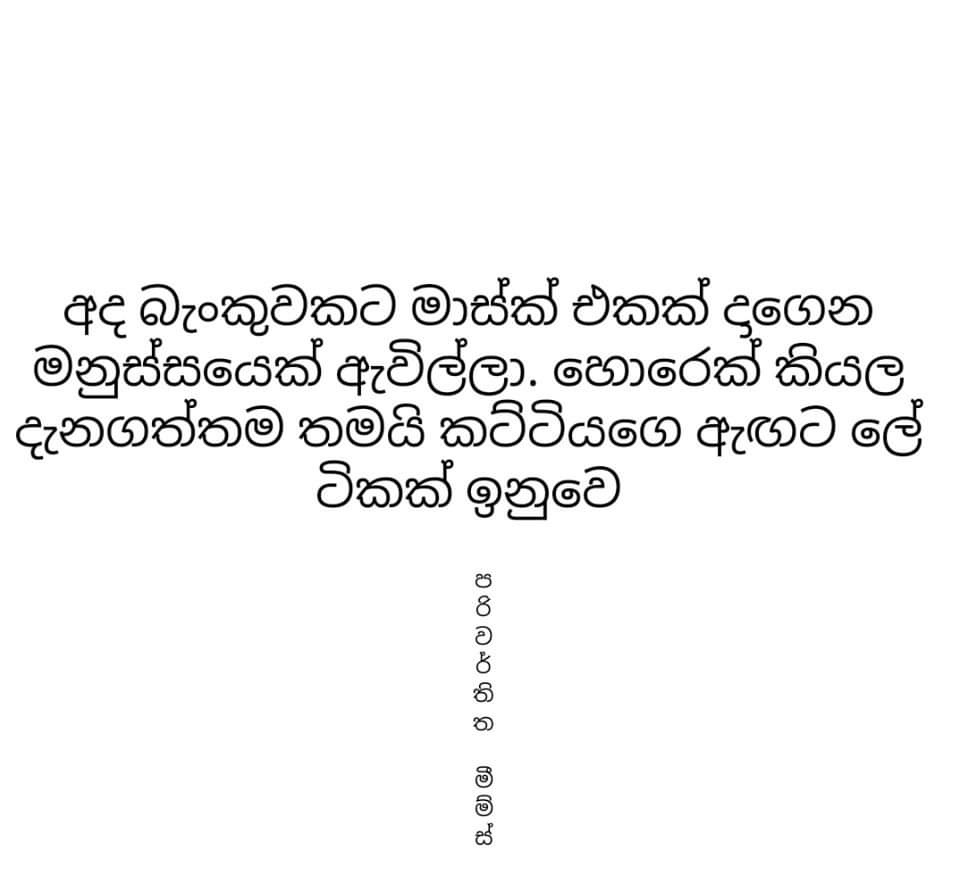 අද බැංකුවකට මාස්ක් එකක් දාගෙන
මනුස්සයෙක් ඇවිල්ලා. හොරෙක් කියල
දැනගත්තම තමයි කට්ටියගෙ ඇඟට ලේ
ටිකක් ඉනුවෙ
ප
රි
ව
ර්
ති
ත
මී
ම්
ස්